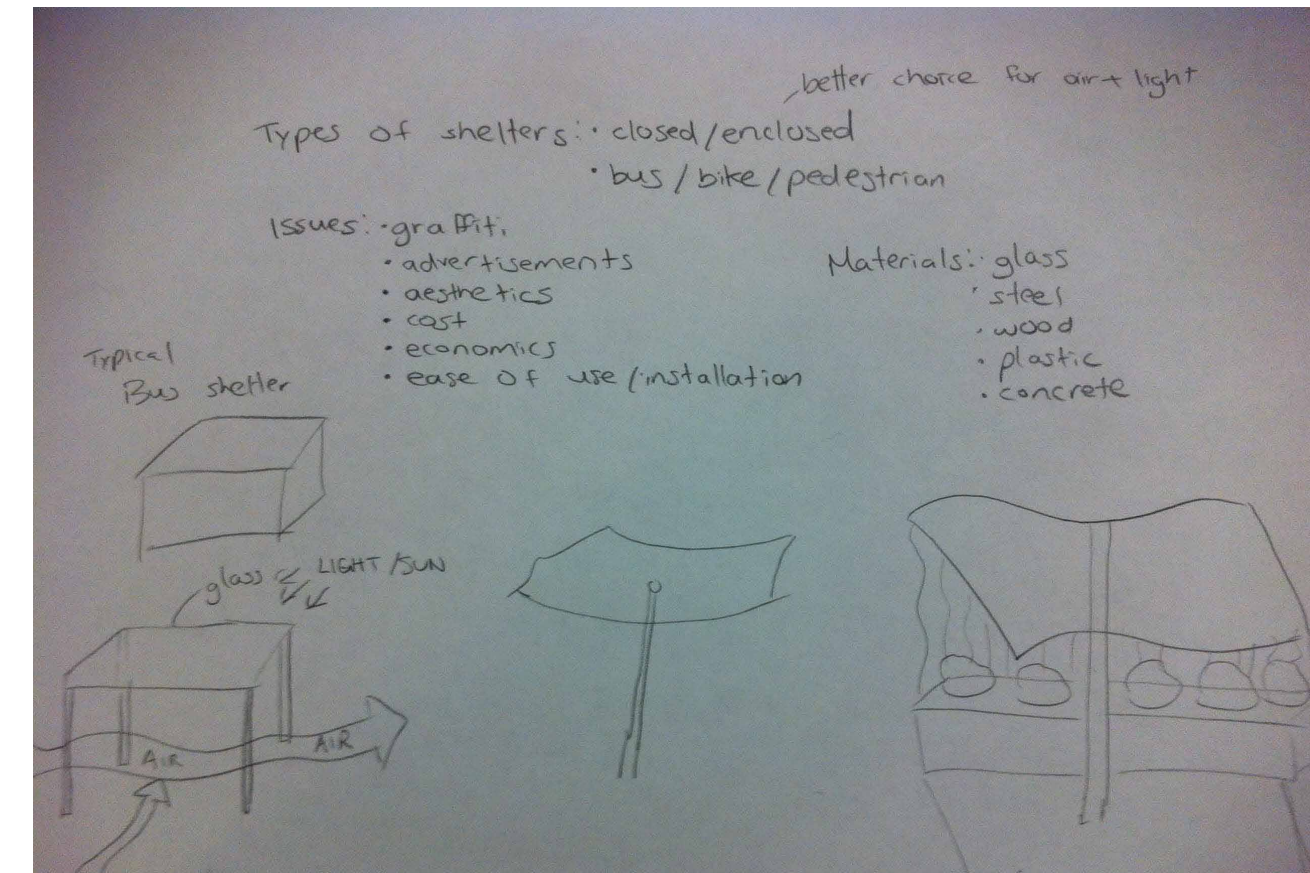 better choice for air + light
Types of shelters: • closed/enclosed
• bus/bike/pedestrian
Issues: • graffiti
• advertisements
• aesthetics
• cost
• economics
• ease of use/installation
Materials: • glass
• steel
• wood
• plastic
• concrete
Typical
Bus shelter
glass
LIGHT/SUN
AIR
AIR